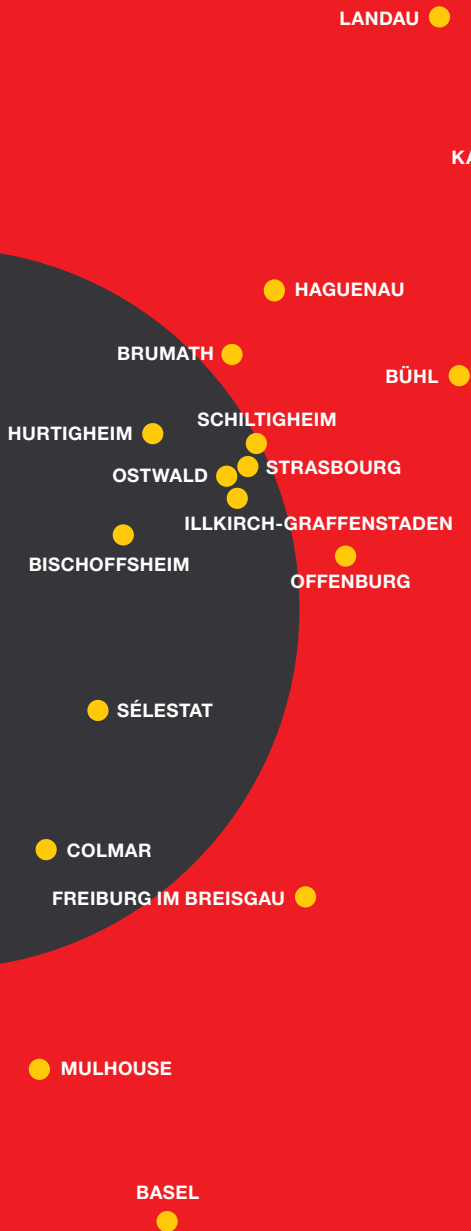 LANDAU
KA
HAGUENAU
BRUMATH
BÜHL
SCHILTIGHEIM
HURTIGHEIM
STRASBOURG
OSTWALD
ILLKIRCH-GRAFFENSTADEN
BISCHOFFSHEIM
OFFENBURG
SÉLESTAT
COLMAR
FREIBURG IM BREISGAU
MULHOUSE
BASEL